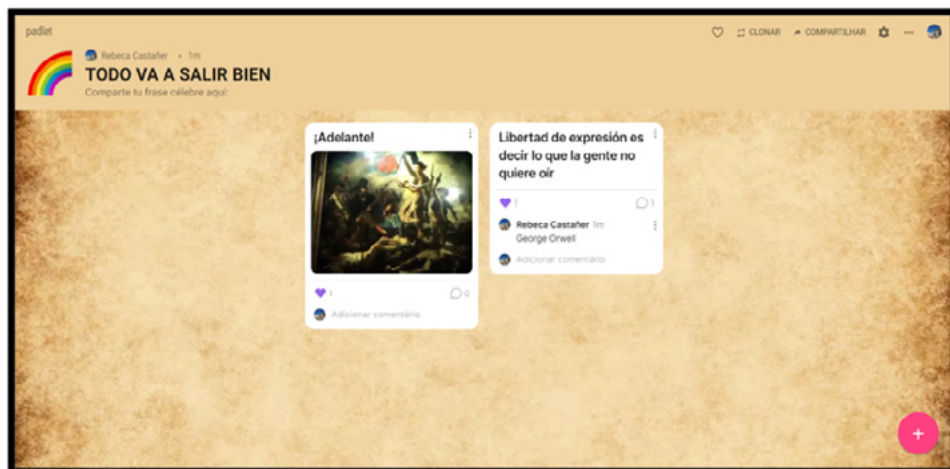 padlet
CLONAR
COMPARTILHAR
Rebeca Castañer • 1m
TODO VA A SALIR BIEN
Comparte tu frase célebre aquí:
¡Adelante!
1
0
Adicionar comentário
Libertad de expresión es
decir lo que la gente no
quiere oír
1
1
Rebeca Castañer 1m
George Orwell
Adicionar comentário